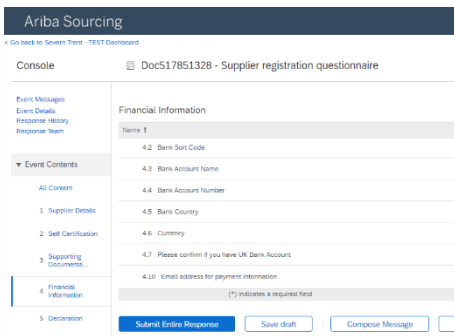 Ariba Sourcing
< Go back to Severn Trent - TEST Dashboard
Console
Doc517851328 - Supplier registration questionnaire
Event Messages
Event Details
Response History
Response Team
▼ Event Contents
All Content
1 Supplier Details
2 Self Certification
3 Supporting Documenta...
4 Financial Information
5 Declaration
Financial Information
Name ↑
4.2 Bank Sort Code
4.3 Bank Account Name
4.4 Bank Account Number
4.5 Bank Country
4.6 Currency
4.7 Please confirm if you have UK Bank Account
4.10 Email address for payment information
(*) indicates a required field
Submit Entire Response
Save draft
Compose Message